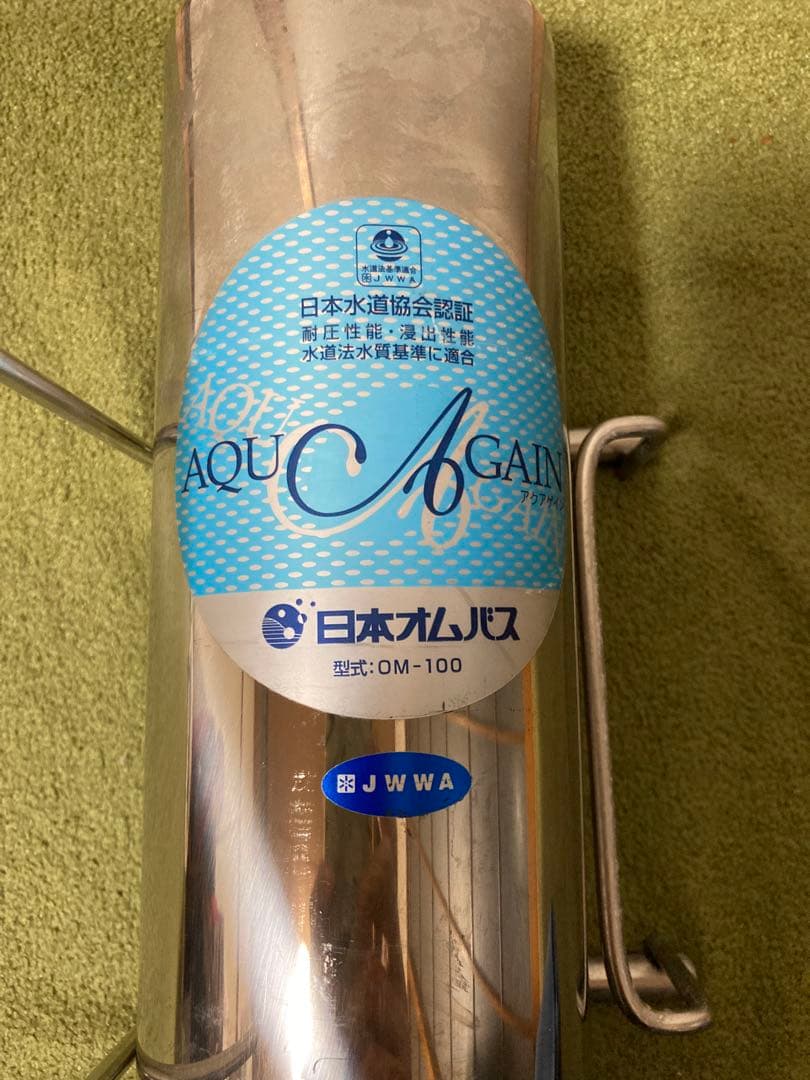 水道法基準適合
JWWA
日本水道協会認証
耐圧性能・浸出性能
水道法水質基準に適合
AQUA AGAIN
アクアゲイン
日本オムバス
型式:OM-100
JWWA